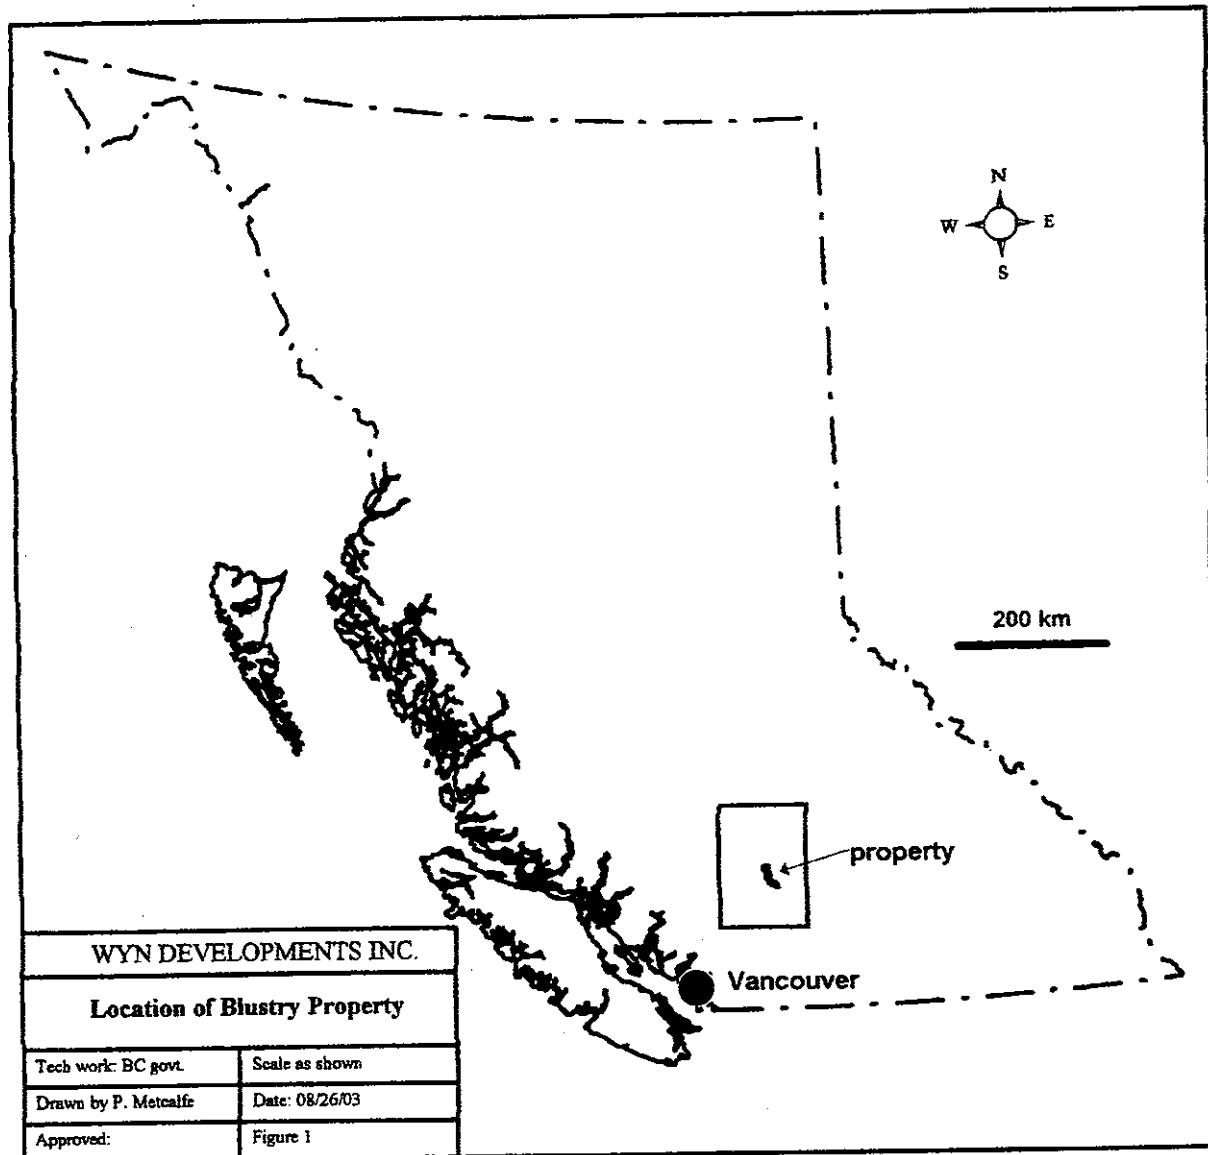 N
W E
S
200 km
property
Vancouver
WYN DEVELOPMENTS INC.
Location of Blustry Property
Tech work: BC govt. Scale as shown
Drawn by P. Metcalfe Date: 08/26/03
Approved: Figure 1